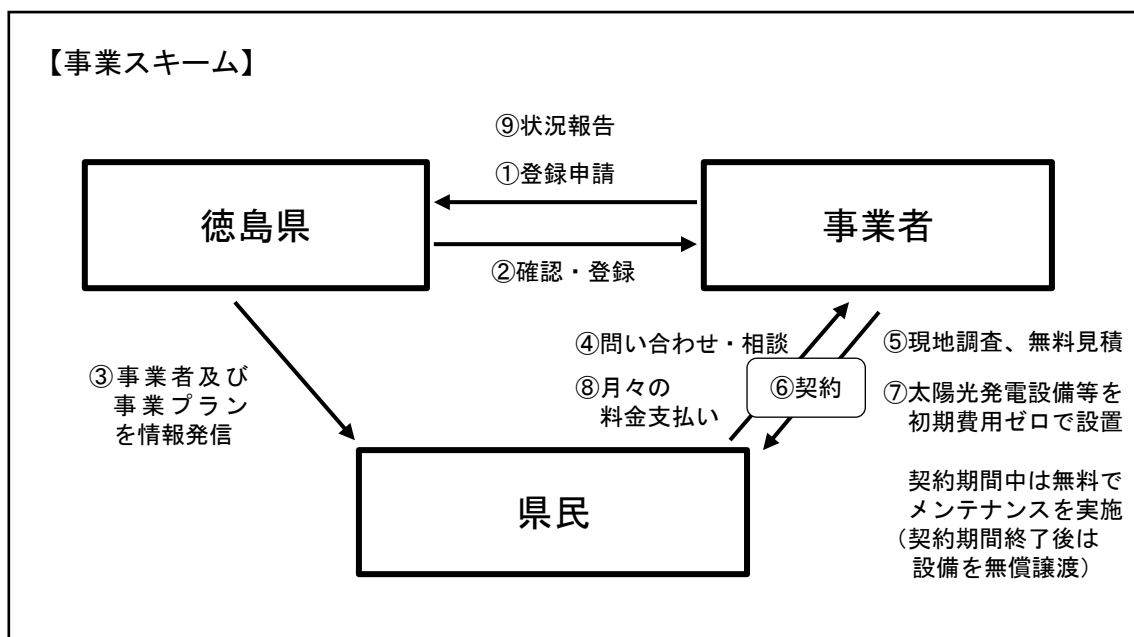 【事業スキーム】
⑨状況報告
①登録申請
徳島県
事業者
②確認・登録
③事業者及び
事業プラン
を情報発信
④問い合わせ・相談
⑧月々の
料金支払い
⑥契約
⑤現地調査、無料見積
⑦太陽光発電設備等を
初期費用ゼロで設置
契約期間中は無料で
メンテナンスを実施
（契約期間終了後は
設備を無償譲渡）
県民